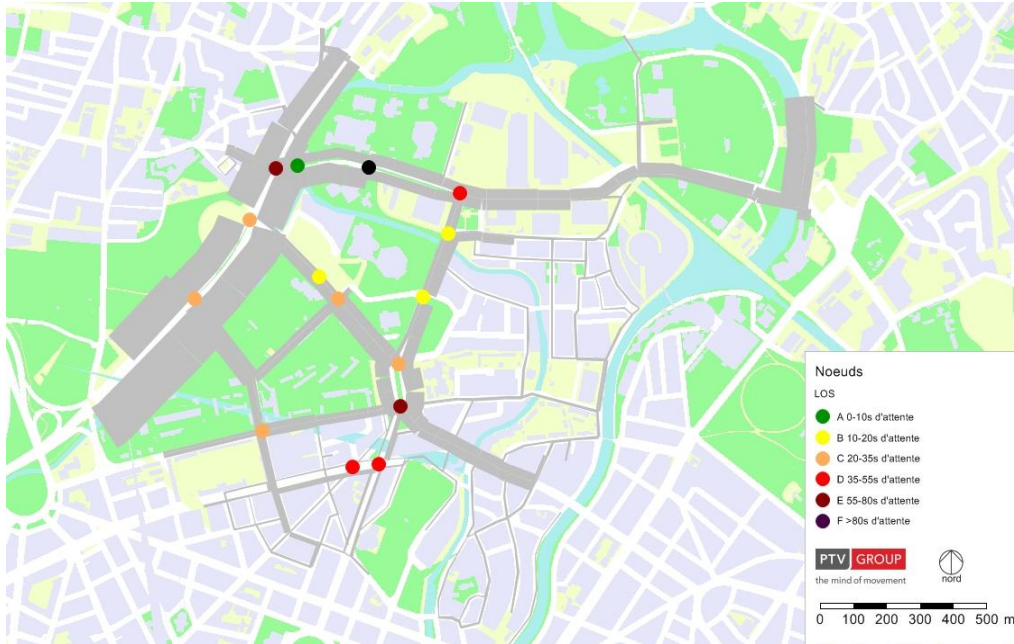 Noeuds
LOS
A 0-10s d'attente
B 10-20s d'attente
C 20-35s d'attente
D 35-55s d'attente
E 55-80s d'attente
F >80s d'attente
PTV GROUP
the mind of movement
nord
0 100 200 300 400 500 m